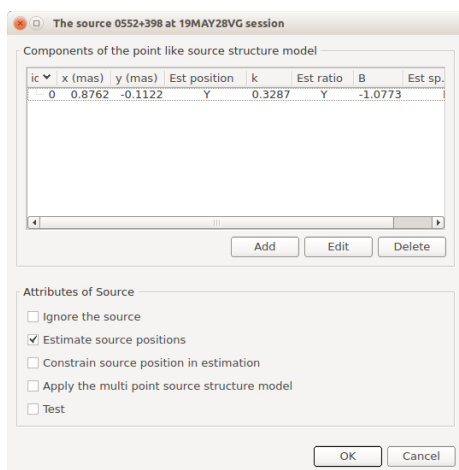 The source 0552+398 at 19MAY28VG session
Components of the point like source structure model
x (mas) y (mas) Est position k Est ratio B Est sp.
0 0.8762 -0.1122 Y 0.3287 Y -1.0773
Add Edit Delete
Attributes of Source
Ignore the source
Estimate source positions
Constrain source position in estimation
Apply the multi point source structure model
Test
OK Cancel